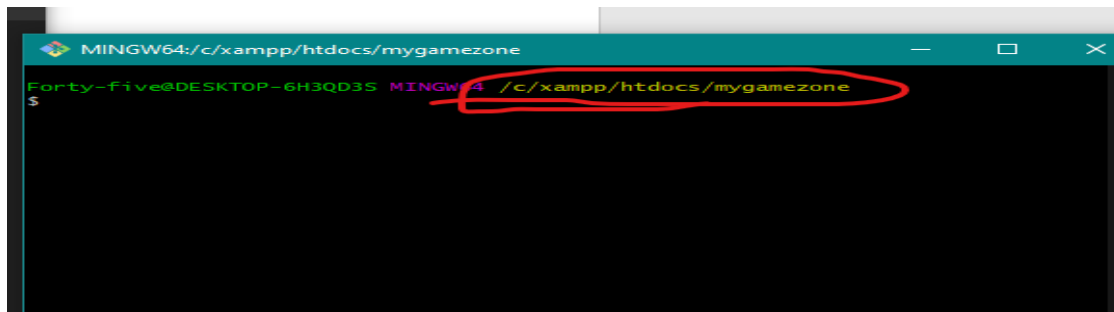 MINGW64:/c/xampp/htdocs/mygamezone
Forty-five@DESKTOP-6H3QD3S MINGW64 /c/xampp/htdocs/mygamezone
$